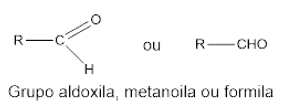 O
R—C ou R—CHO
H
Grupo aldoxila, metanoila ou formila